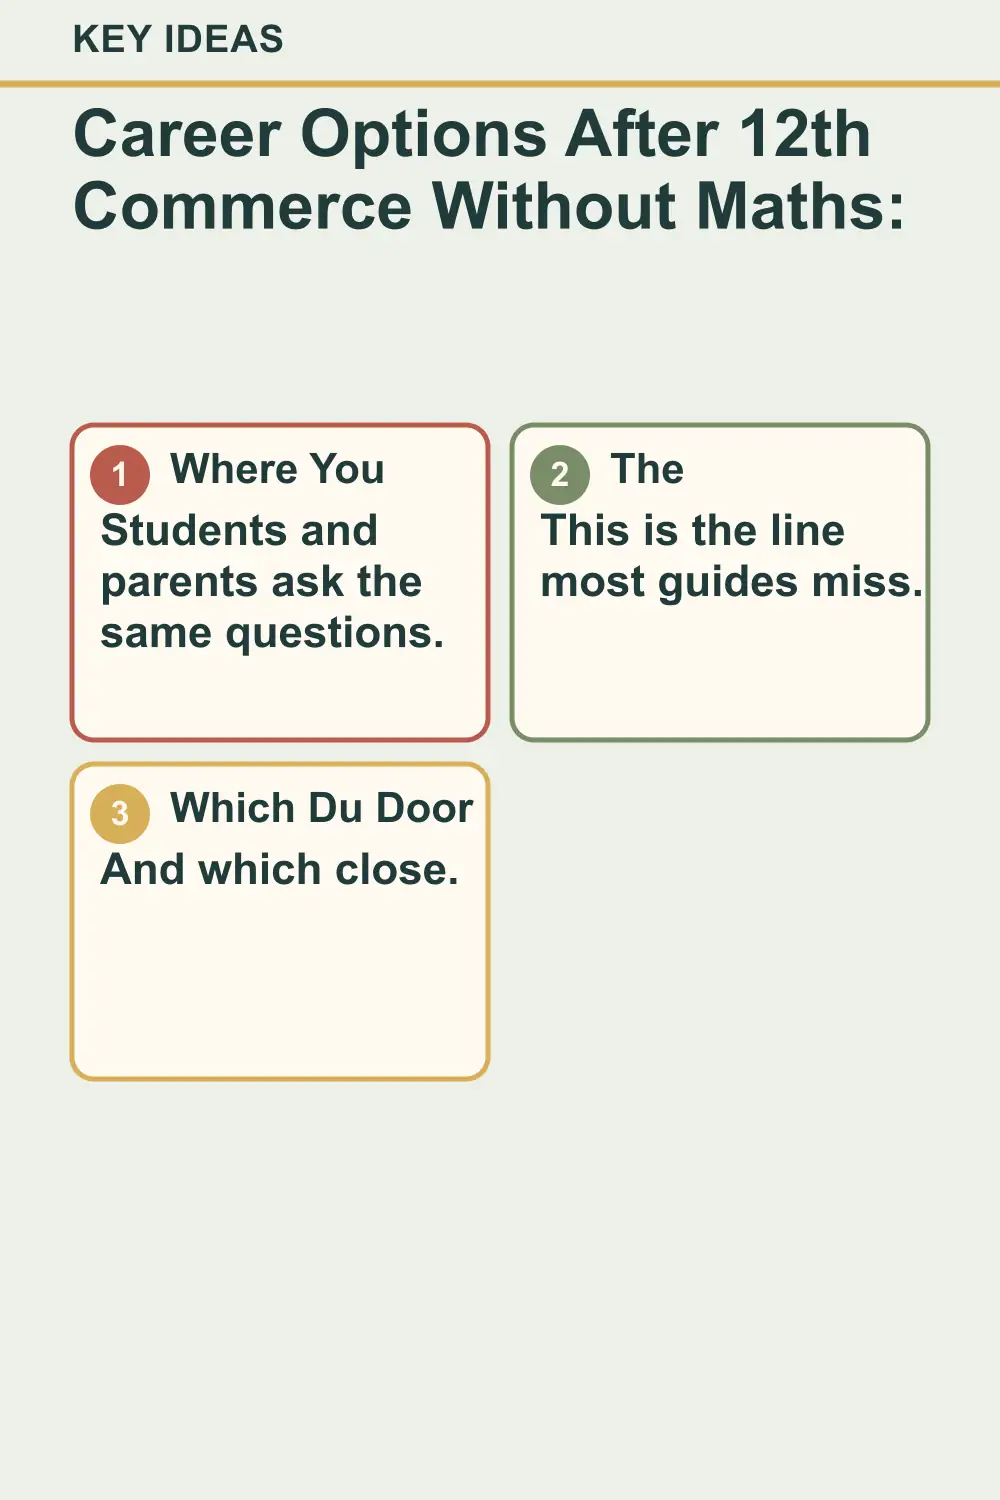 KEY IDEAS
Career Options After 12th
Commerce Without Maths:
1 Where You
Students and
parents ask the
same questions.
2 The
This is the line
most guides miss.
3 Which Du Door
And which close.